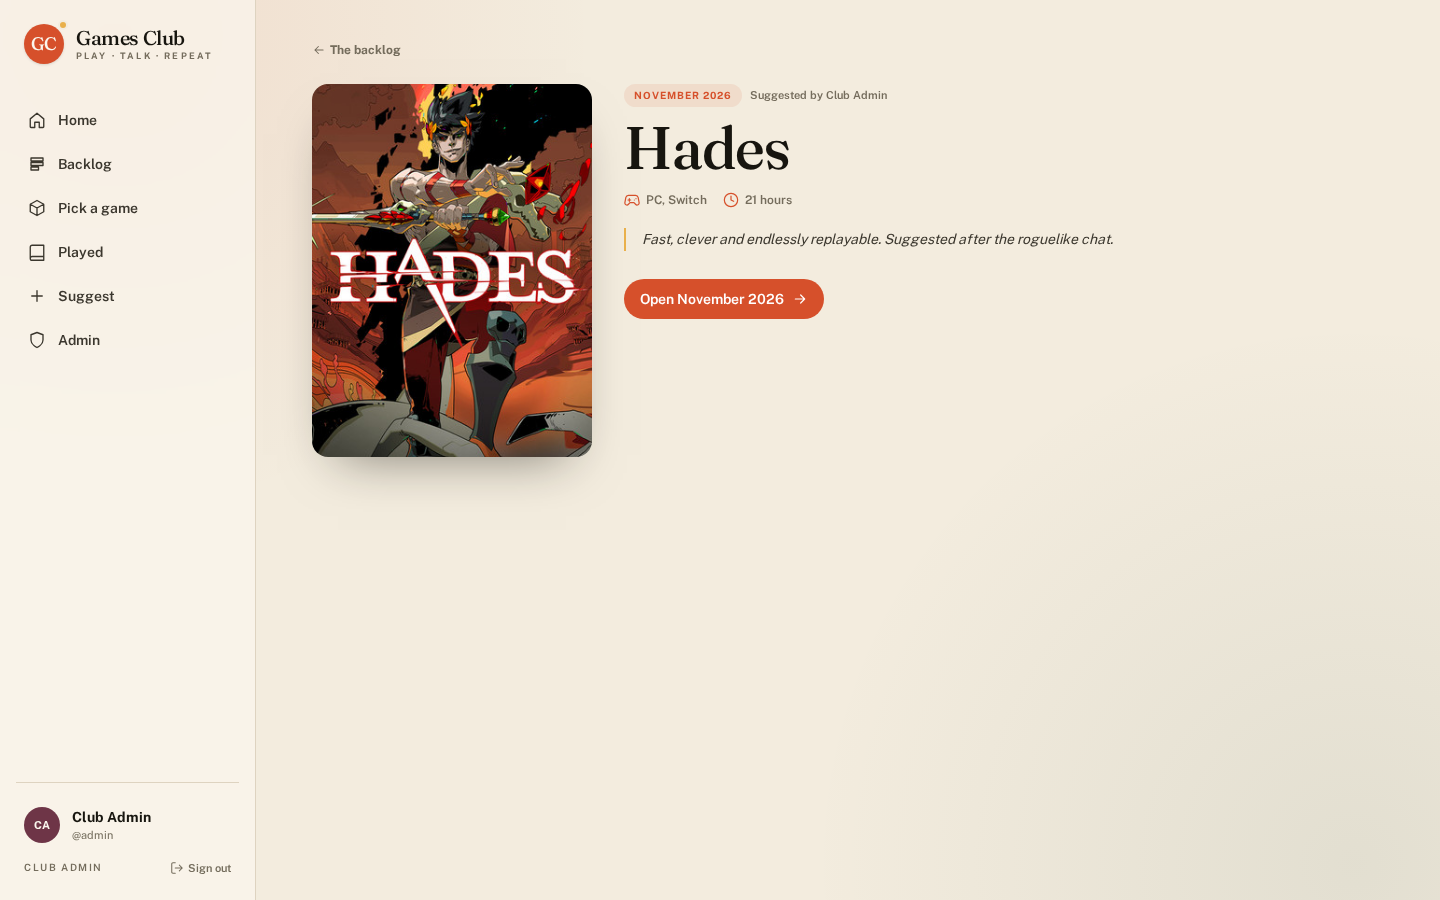 GC
Games Club
PLAY · TALK · REPEAT
Home
Backlog
Pick a game
Played
Suggest
Admin
CA
Club Admin
@admin
CLUB ADMIN
Sign out
← The backlog
HADES
NOVEMBER 2026 Suggested by Club Admin
Hades
PC, Switch 21 hours
Fast, clever and endlessly replayable. Suggested after the roguelike chat.
Open November 2026 →